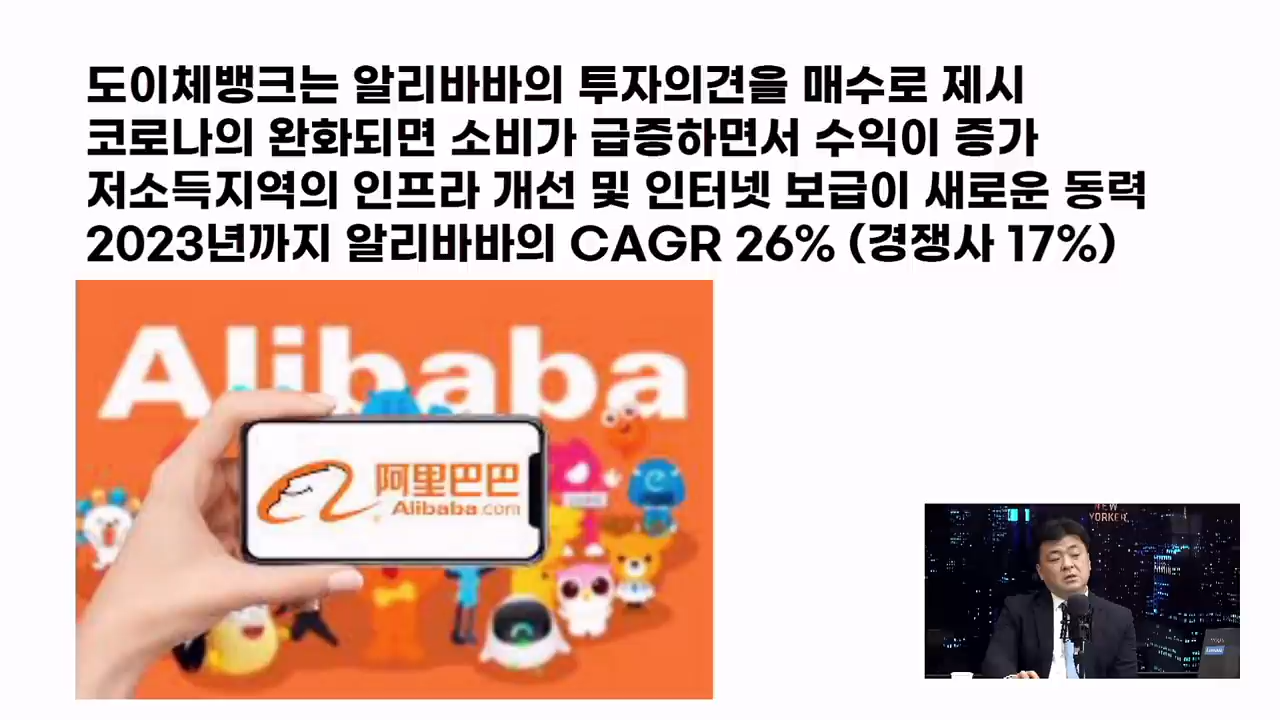 도이체뱅크는 알리바바의 투자의견을 매수로 제시
코로나의 완화되면 소비가 급증하면서 수익이 증가
저소득지역의 인프라 개선 및 인터넷 보급이 새로운 동력
2023년까지 알리바바의 CAGR 26% (경쟁사 17%)
Alibaba
阿里巴巴
Alibaba.com
NEW
YORKER